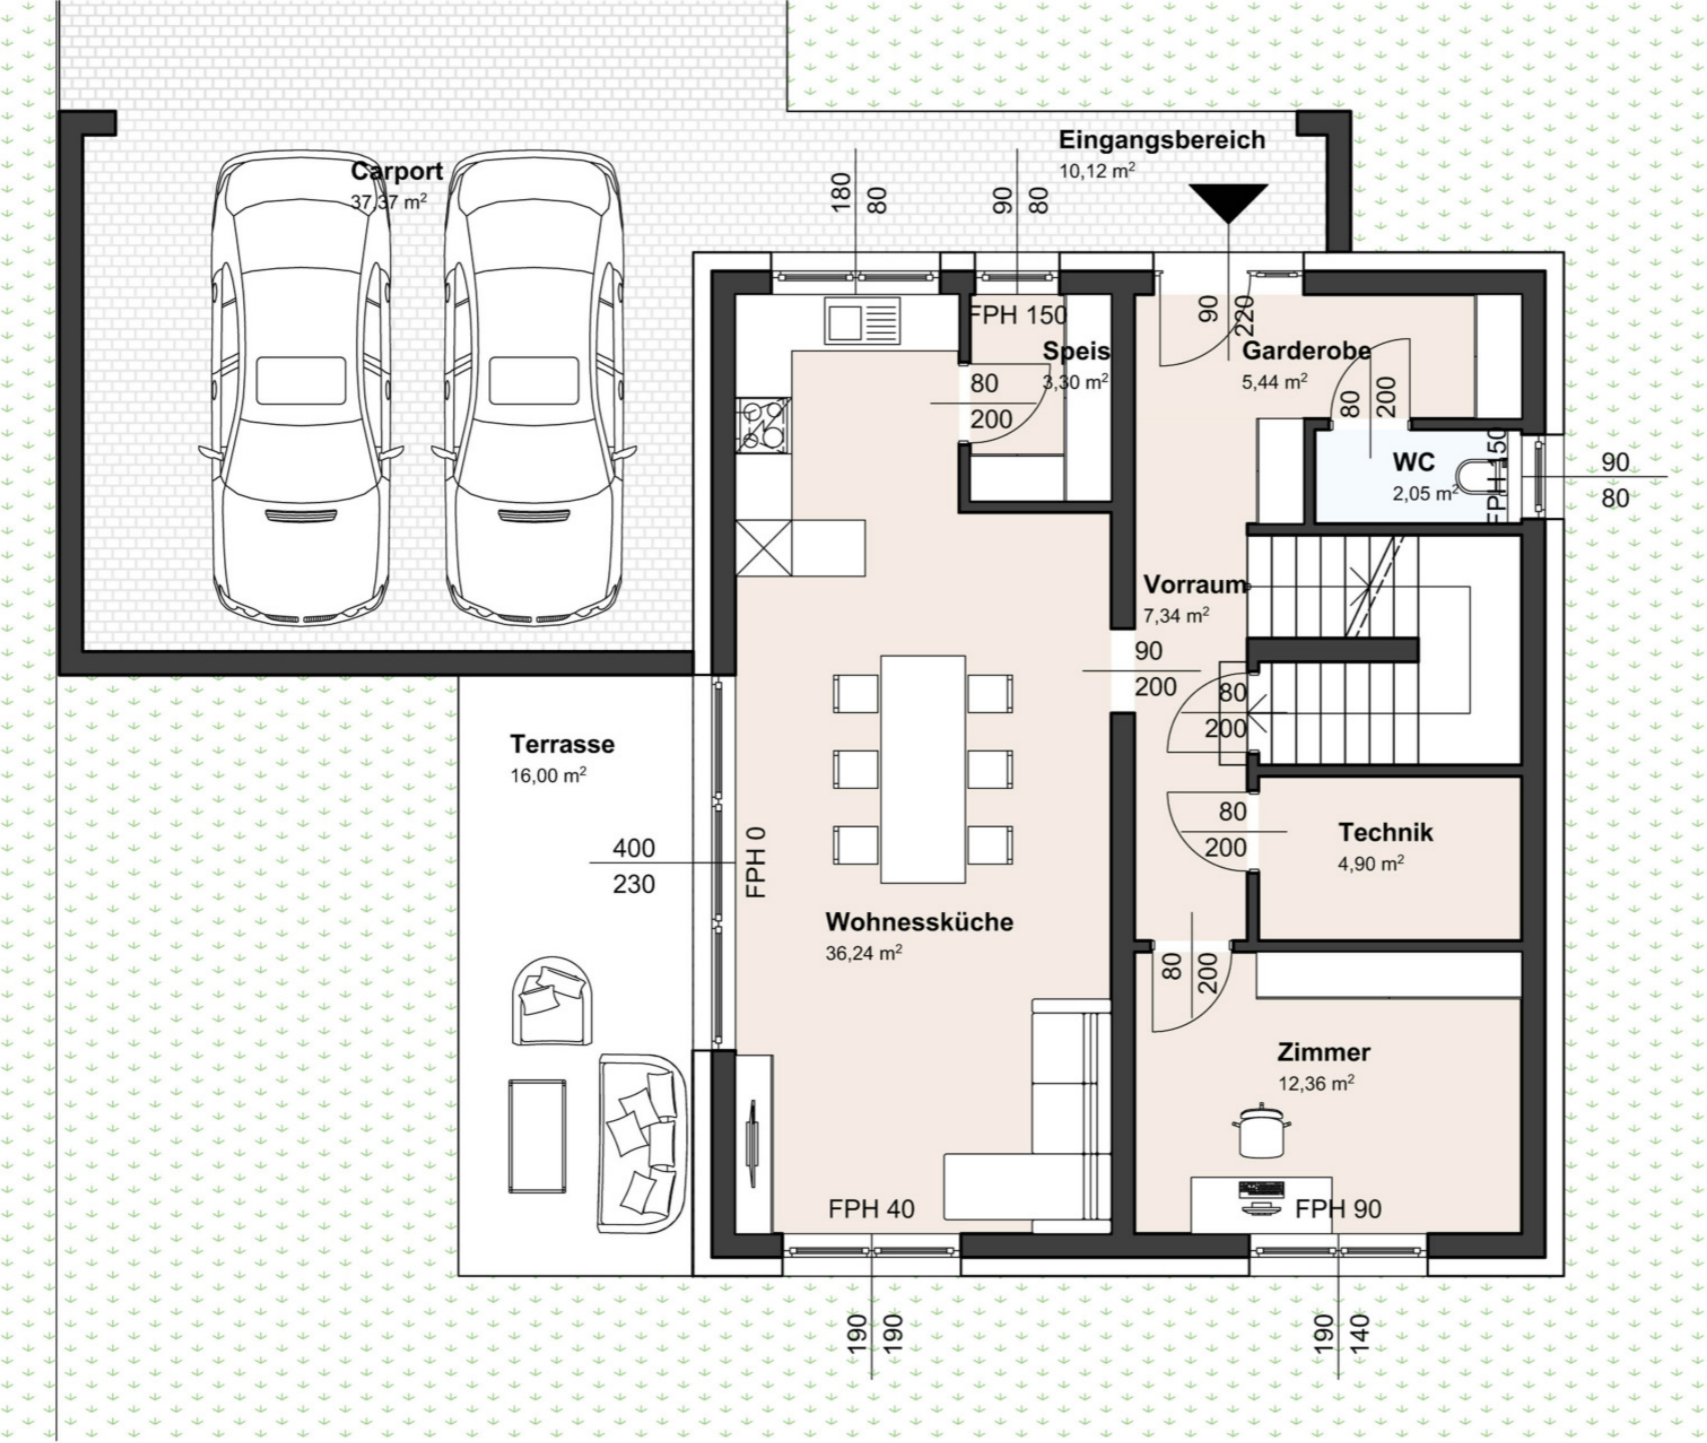 Eingangsbereich
10,12 m²
Carport
37,37 m²
180
80
90
80
90
220
FPH 150
Speis
3,30 m²
Garderobe
5,44 m²
80
200
80
200
WC
2,05 m²
FPH 150
90
80
Vorraum
7,34 m²
90
200
80
200
Terrasse
16,00 m²
400
230
FPH 0
80
200
Technik
4,90 m²
Wohnessküche
36,24 m²
80
200
Zimmer
12,36 m²
FPH 40
FPH 90
190
190
190
140